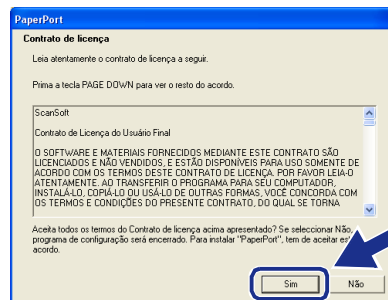 PaperPort
Contrato de licença
Leia atentamente o contrato de licença a seguir.
Prima a tecla PAGE DOWN para ver o resto do acordo.
ScanSoft
Contrato de Licença do Usuário Final
O SOFTWARE E MATERIAIS FORNECIDOS MEDIANTE ESTE CONTRATO SÃO
LICENCIADOS E NÃO VENDIDOS, E ESTÃO DISPONÍVEIS PARA USO SOMENTE DE
ACORDO COM OS TERMOS DESTE CONTRATO DE LICENÇA. POR FAVOR LEIA-O
ATENTAMENTE. AO TRANSFERIR O PROGRAMA PARA SEU COMPUTADOR,
INSTALÁ-LO, COPIÁ-LO OU USÁ-LO DE OUTRAS FORMAS, VOCÊ CONCORDA COM
OS TERMOS E CONDIÇÕES DO PRESENTE CONTRATO, DO QUAL SE TORNA
Aceita todos os termos do Contrato de licença acima apresentado? Se seleccionar Não,
programa de configuração será encerrado. Para instalar "PaperPort", tem de aceitar
acordo.
Sim
Não